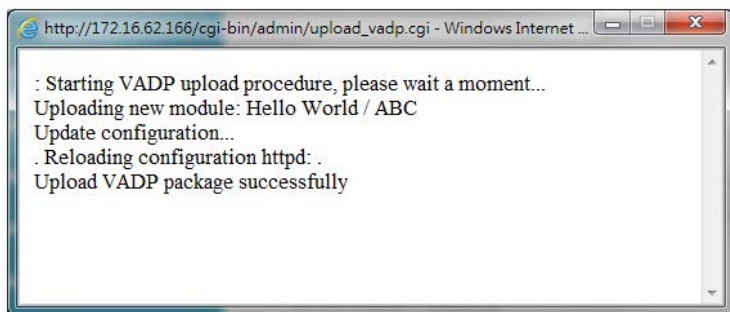 http://172.16.62.166/cgi-bin/admin/upload_vadp.cgi - Windows Internet ...
: Starting VADP upload procedure, please wait a moment...
Uploading new module: Hello World / ABC
Update configuration...
. Reloading configuration httpd: .
Upload VADP package successfully